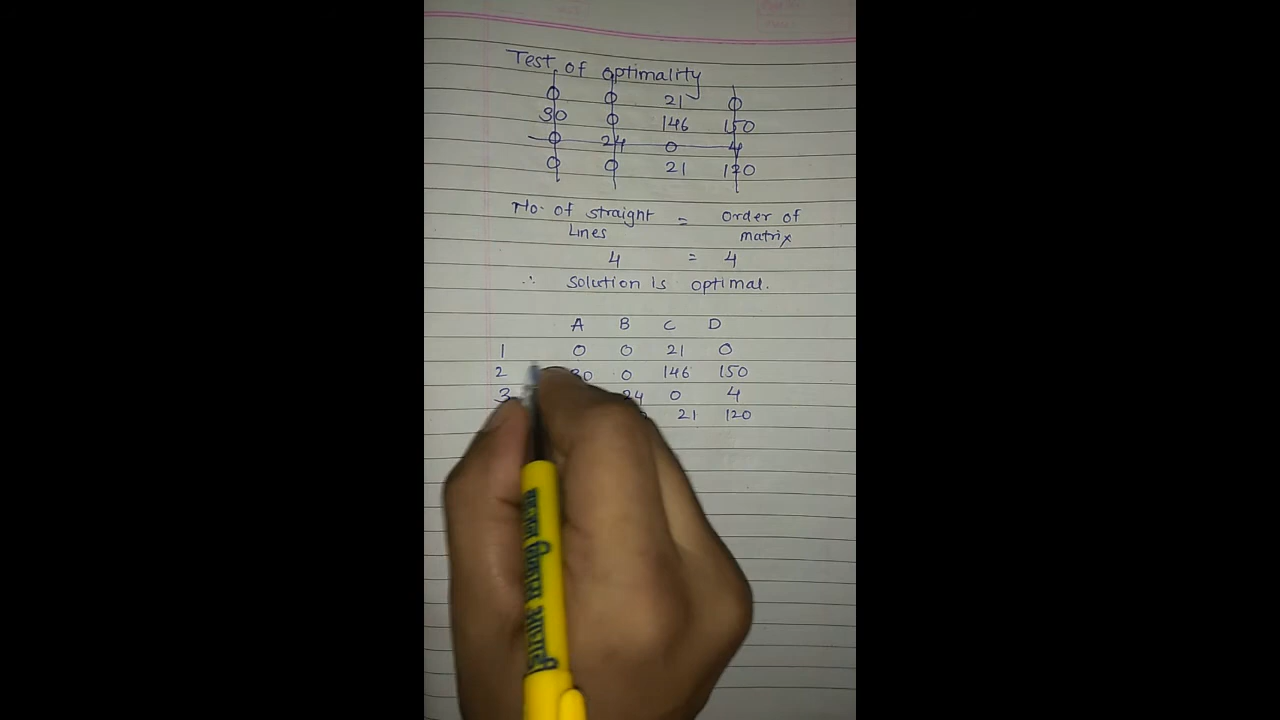 Test of optimality
0 0 21 0
30 0 146 150
0 24 0 4
0 0 21 120
No. of straight = Order of
Lines matrix
4 = 4
∴ Solution is optimal.
A B C D
1 0 0 21 0
2 30 0 146 150
3 24 0 4
21 120